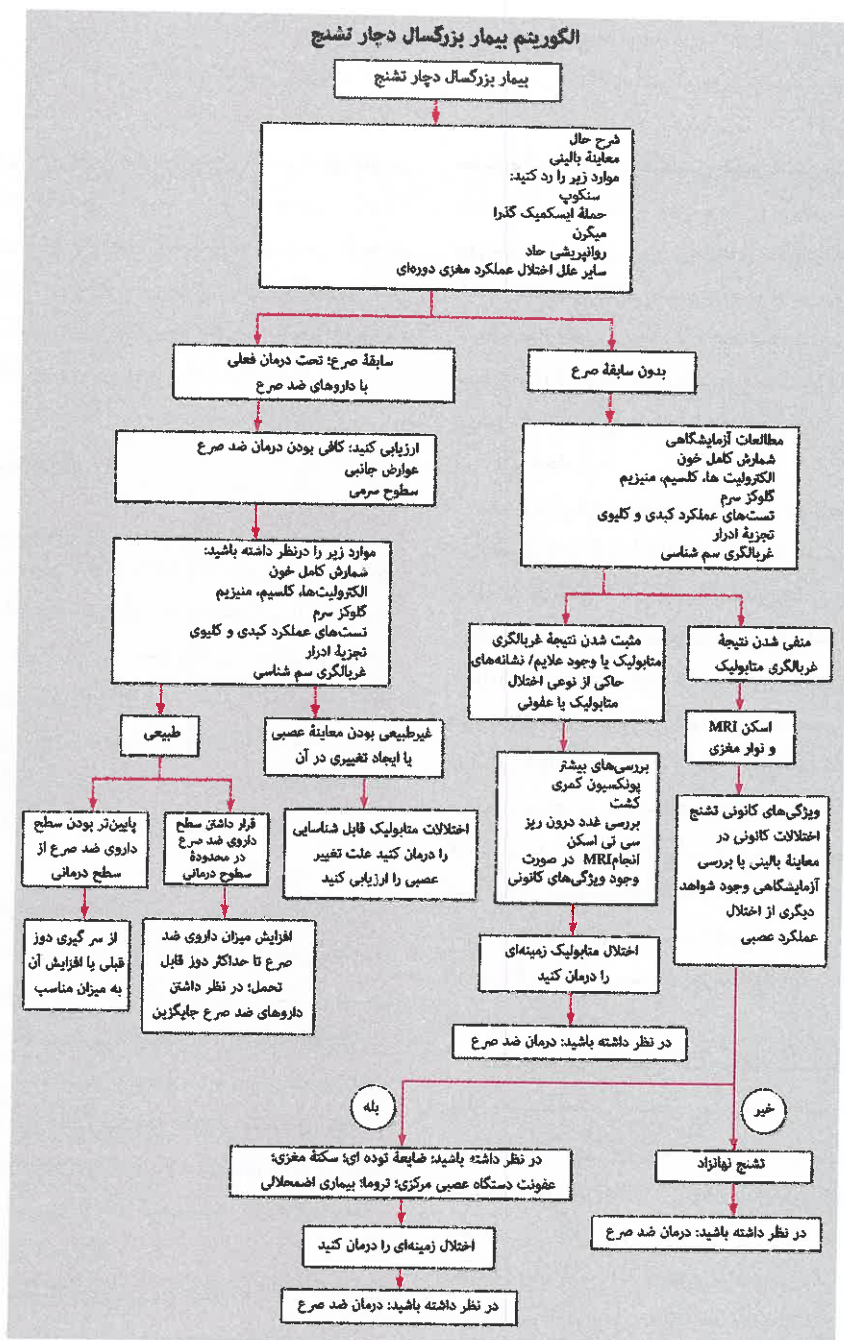 الگوریتم بیمار بزرگسال دچار تشنج
بیمار بزرگسال دچار تشنج
شرح حال
معاینهٔ بالینی
موارد زیر را رد کنید:
سنکوپ
حملهٔ ایسکمیک گذرا
میگرن
روانپریشی حاد
سایر علل اختلال عملکرد مغزی دوره‌ای
بدون سابقهٔ صرع
مطالعات آزمایشگاهی
شمارش کامل خون
الکترولیت ها، کلسیم، منیزیم
گلوکز سرم
تست‌های عملکرد کبدی و کلیوی
تجزیهٔ ادرار
غربالگری سم شناسی
منفی شدن نتیجهٔ
غربالگری متابولیک
اسکن MRI
و نوار مغزی
ویژگی‌های کانونی تشنج
اختلالات کانونی در
معاینهٔ بالینی یا بررسی
آزمایشگاهی وجود شواهد
دیگری از اختلال
عملکرد عصبی
مثبت شدن نتیجهٔ غربالگری
متابولیک یا وجود علایم/ نشانه‌های
حاکی از نوعی اختلال
متابولیک یا عفونی
بررسی‌های بیشتر
پونکسیون کمری
کشت
بررسی غدد درون ریز
سی تی اسکن
انجام MRI در صورت
وجود ویژگی‌های کانونی
اختلال متابولیک زمینه‌ای
را درمان کنید
در نظر داشته باشید: درمان ضد صرع
سابقهٔ صرع؛ تحت درمان فعلی
با داروهای ضد صرع
ارزیابی کنید: کافی بودن درمان ضد صرع
عوارض جانبی
سطوح سرمی
موارد زیر را درنظر داشته باشید:
شمارش کامل خون
الکترولیت‌ها، کلسیم، منیزیم
گلوکز سرم
تست‌های عملکرد کبدی و کلیوی
تجزیهٔ ادرار
غربالگری سم شناسی
غیرطبیعی بودن معاینهٔ عصبی
یا ایجاد تغییری در آن
اختلالات متابولیک قابل شناسایی
را درمان کنید علت تغییر
عصبی را ارزیابی کنید
طبیعی
قرار داشتن سطح
داروی ضد صرع
در محدودهٔ
سطوح درمانی
افزایش میزان داروی ضد
صرع تا حداکثر دوز قابل
تحمل؛ در نظر داشتن
داروهای ضد صرع جایگزین
پایین‌تر بودن سطح
داروی ضد صرع از
سطح درمانی
از سر گیری دوز
قبلی یا افزایش آن
به میزان مناسب
خیر
تشنج نهانزاد
در نظر داشته باشید: درمان ضد صرع
بله
در نظر داشته باشید: ضایعهٔ توده ای؛ سکتهٔ مغزی؛
عفونت دستگاه عصبی مرکزی؛ تروما؛ بیماری اضمحلالی
اختلال زمینه‌ای را درمان کنید
در نظر داشته باشید: درمان ضد صرع